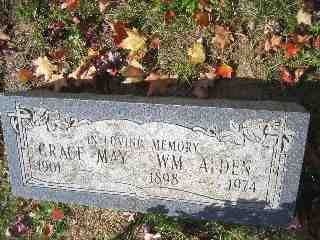 IN LOVING MEMORY
GRACE MAY WM. ALDEN
1901 1898 1974